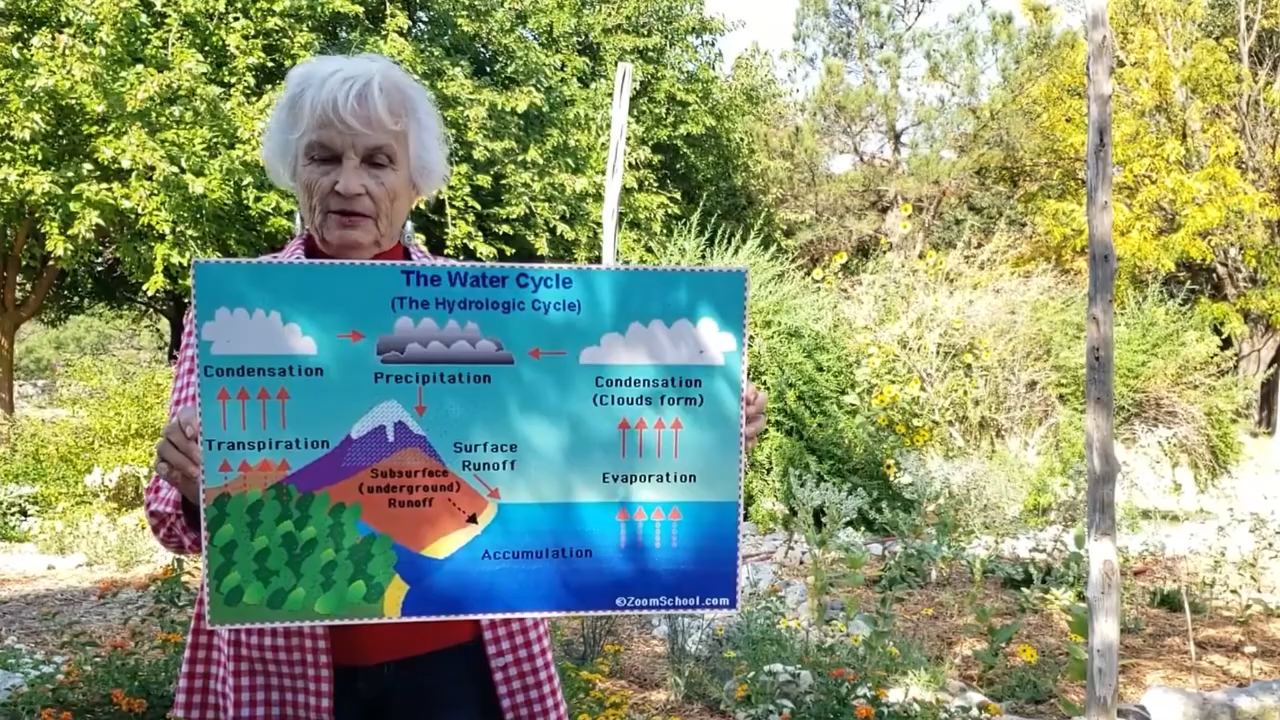 The Water Cycle
(The Hydrologic Cycle)
Condensation
Precipitation
Condensation
(Clouds form)
Transpiration
Surface
Runoff
Subsurface
(underground)
Runoff
Evaporation
Accumulation
©ZoomSchool.com